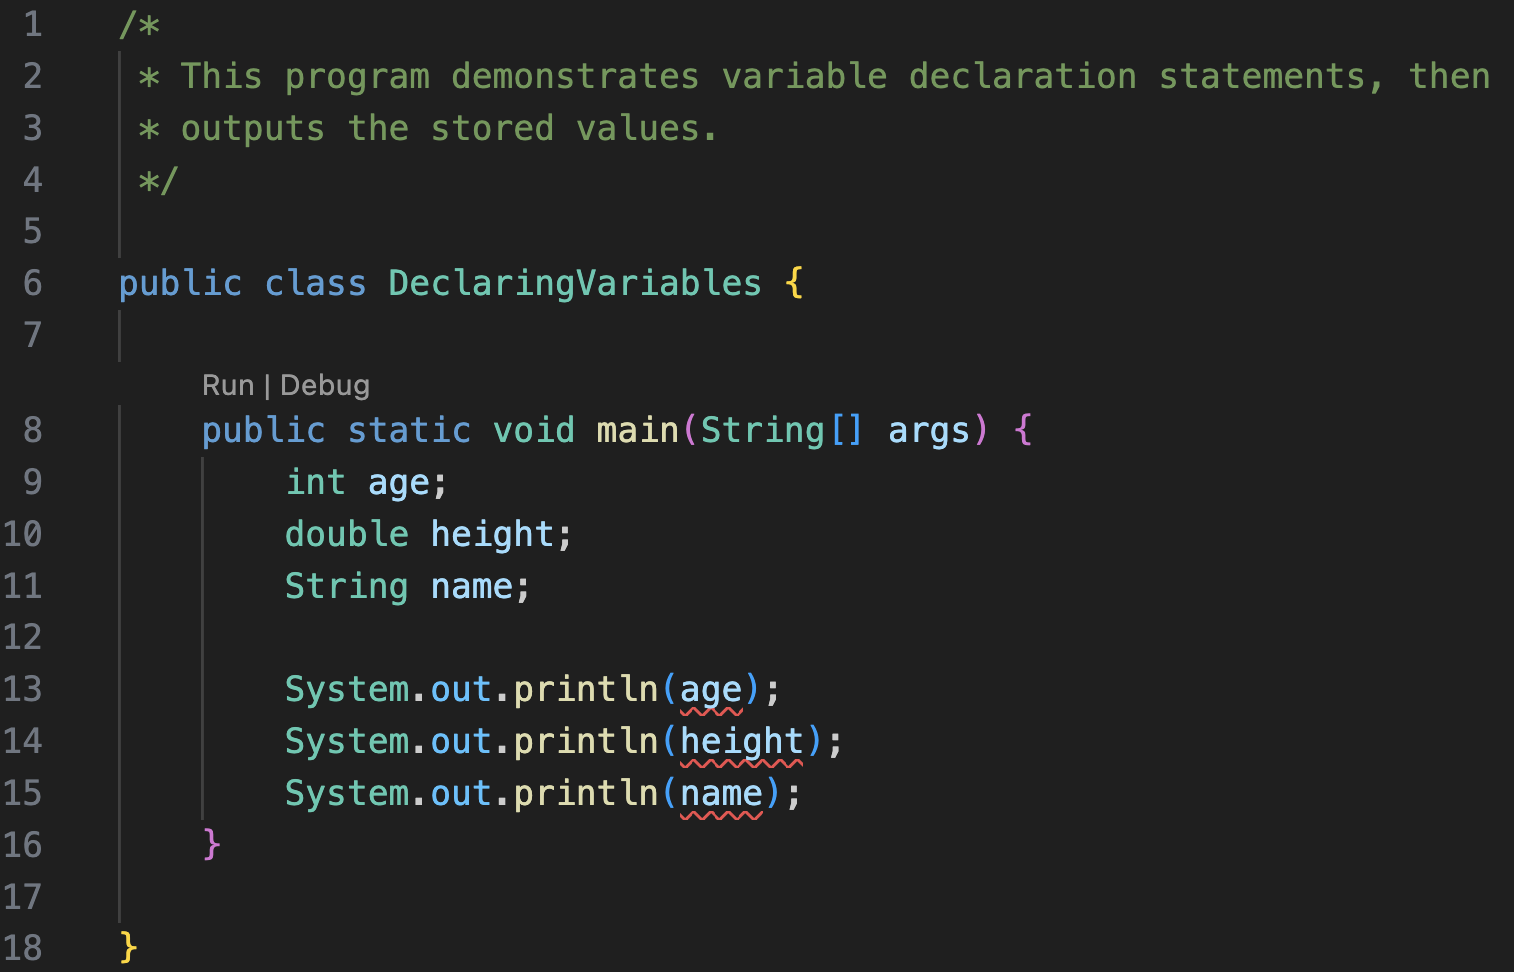 1 /*
2 * This program demonstrates variable declaration statements, then
3 * outputs the stored values.
4 */
5
6 public class DeclaringVariables {
7
Run | Debug
8 public static void main(String[] args) {
9 int age;
10 double height;
11 String name;
12
13 System.out.println(age);
14 System.out.println(height);
15 System.out.println(name);
16 }
17
18 }